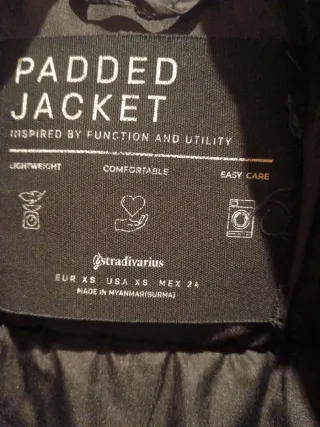 PADDED
JACKET
INSPIRED BY FUNCTION AND UTILITY
LIGHTWEIGHT COMFORTABLE EASY CARE
stradivarius
EUR XS USA XS MEX 24
MADE IN MYANMAR(BURMA)